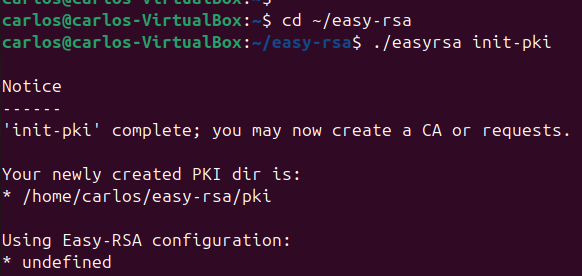 carlos@carlos-VirtualBox:~$
carlos@carlos-VirtualBox:~$ cd ~/easy-rsa
carlos@carlos-VirtualBox:~/easy-rsa$ ./easyrsa init-pki
Notice
------
'init-pki' complete; you may now create a CA or requests.
Your newly created PKI dir is:
* /home/carlos/easy-rsa/pki
Using Easy-RSA configuration:
* undefined